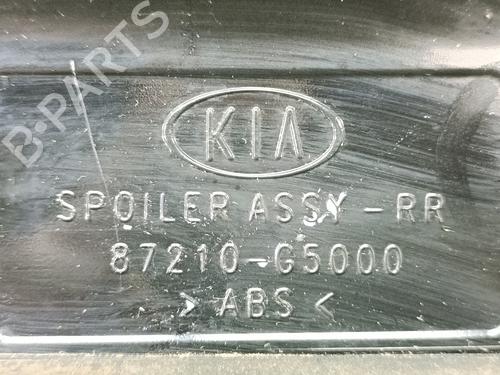 B-PARTS
KIA
SPOILER ASSY-RR
87210-G5000
>ABS<